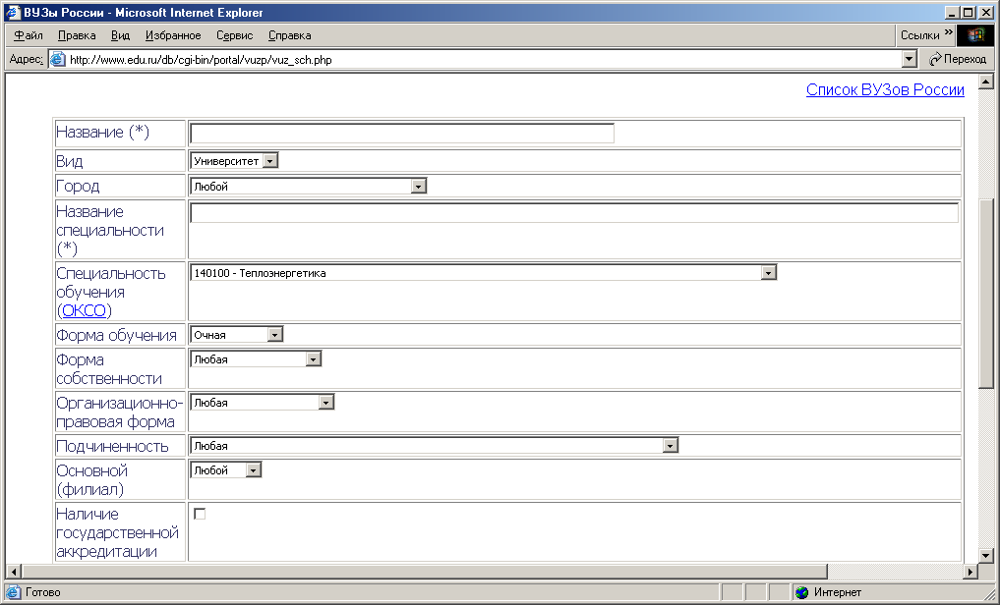 ВУЗы России - Microsoft Internet Explorer
Файл Правка Вид Избранное Сервис Справка Ссылки »
Адрес: http://www.edu.ru/db/cgi-bin/portal/vuzp/vuz_sch.php Переход
Список ВУЗов России
Название (*)
Вид Университет
Город Любой
Название
специальности
(*)
Специальность 140100 - Теплоэнергетика
обучения
(ОКСО)
Форма обучения Очная
Форма Любая
собственности
Организационно- Любая
правовая форма
Подчиненность Любая
Основной Любой
(филиал)
Наличие
государственной
аккредитации
Готово Интернет